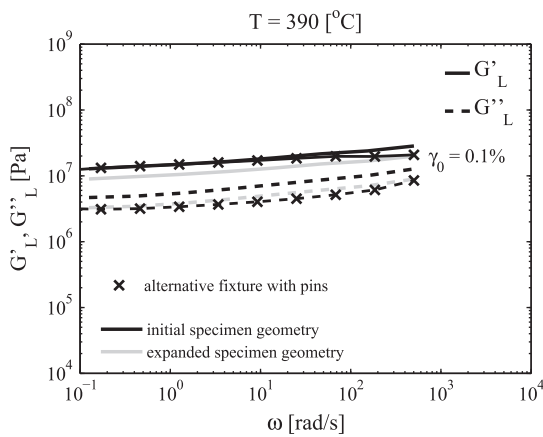 T = 390 [°C]
G'_L, G''_L [Pa]
10^9
10^8
10^7
10^6
10^5
10^4
G'_L
G''_L
γ_0 = 0.1%
alternative fixture with pins
initial specimen geometry
expanded specimen geometry
10^-1 10^0 10^1 10^2 10^3 10^4
ω [rad/s]